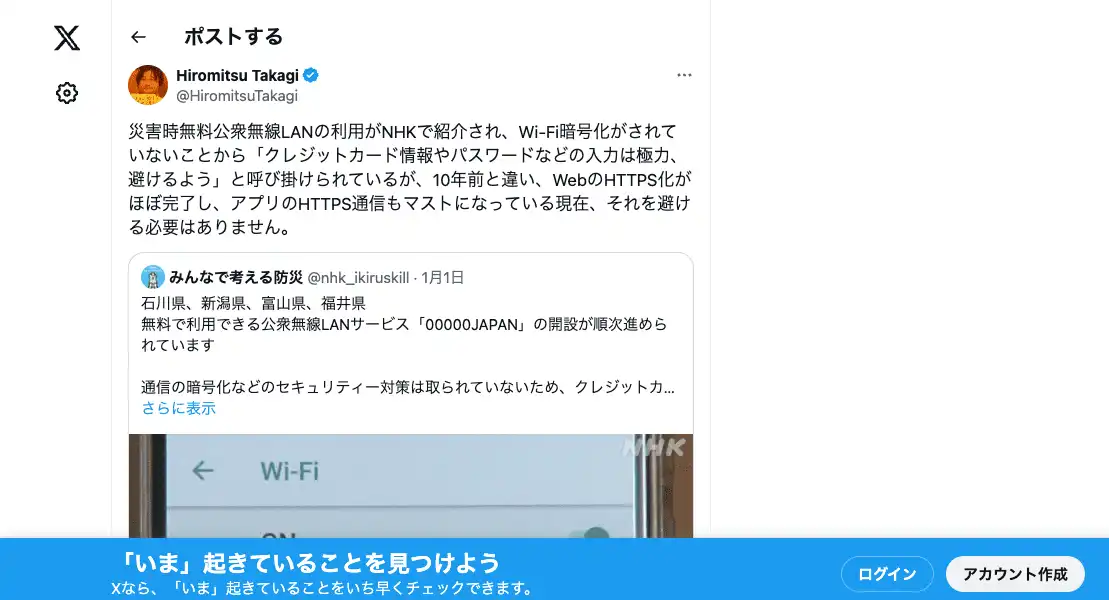 ポストする
Hiromitsu Takagi
@HiromitsuTakagi
災害時無料公衆無線LANの利用がNHKで紹介され、Wi-Fi暗号化がされて
いないことから「クレジットカード情報やパスワードなどの入力は極力、
避けるよう」と呼び掛けられているが、10年前と違い、WebのHTTPS化が
ほぼ完了し、アプリのHTTPS通信もマストになっている現在、それを避け
る必要はありません。
みんなで考える防災 @nhk_ikiruskill · 1月1日
石川県、新潟県、富山県、福井県
無料で利用できる公衆無線LANサービス「00000JAPAN」の開設が順次進めら
れています
通信の暗号化などのセキュリティー対策は取られていないため、クレジットカ...
さらに表示
NHK
Wi-Fi
ON
「いま」起きていることを見つけよう
Xなら、「いま」起きていることをいち早くチェックできます。
ログイン
アカウント作成